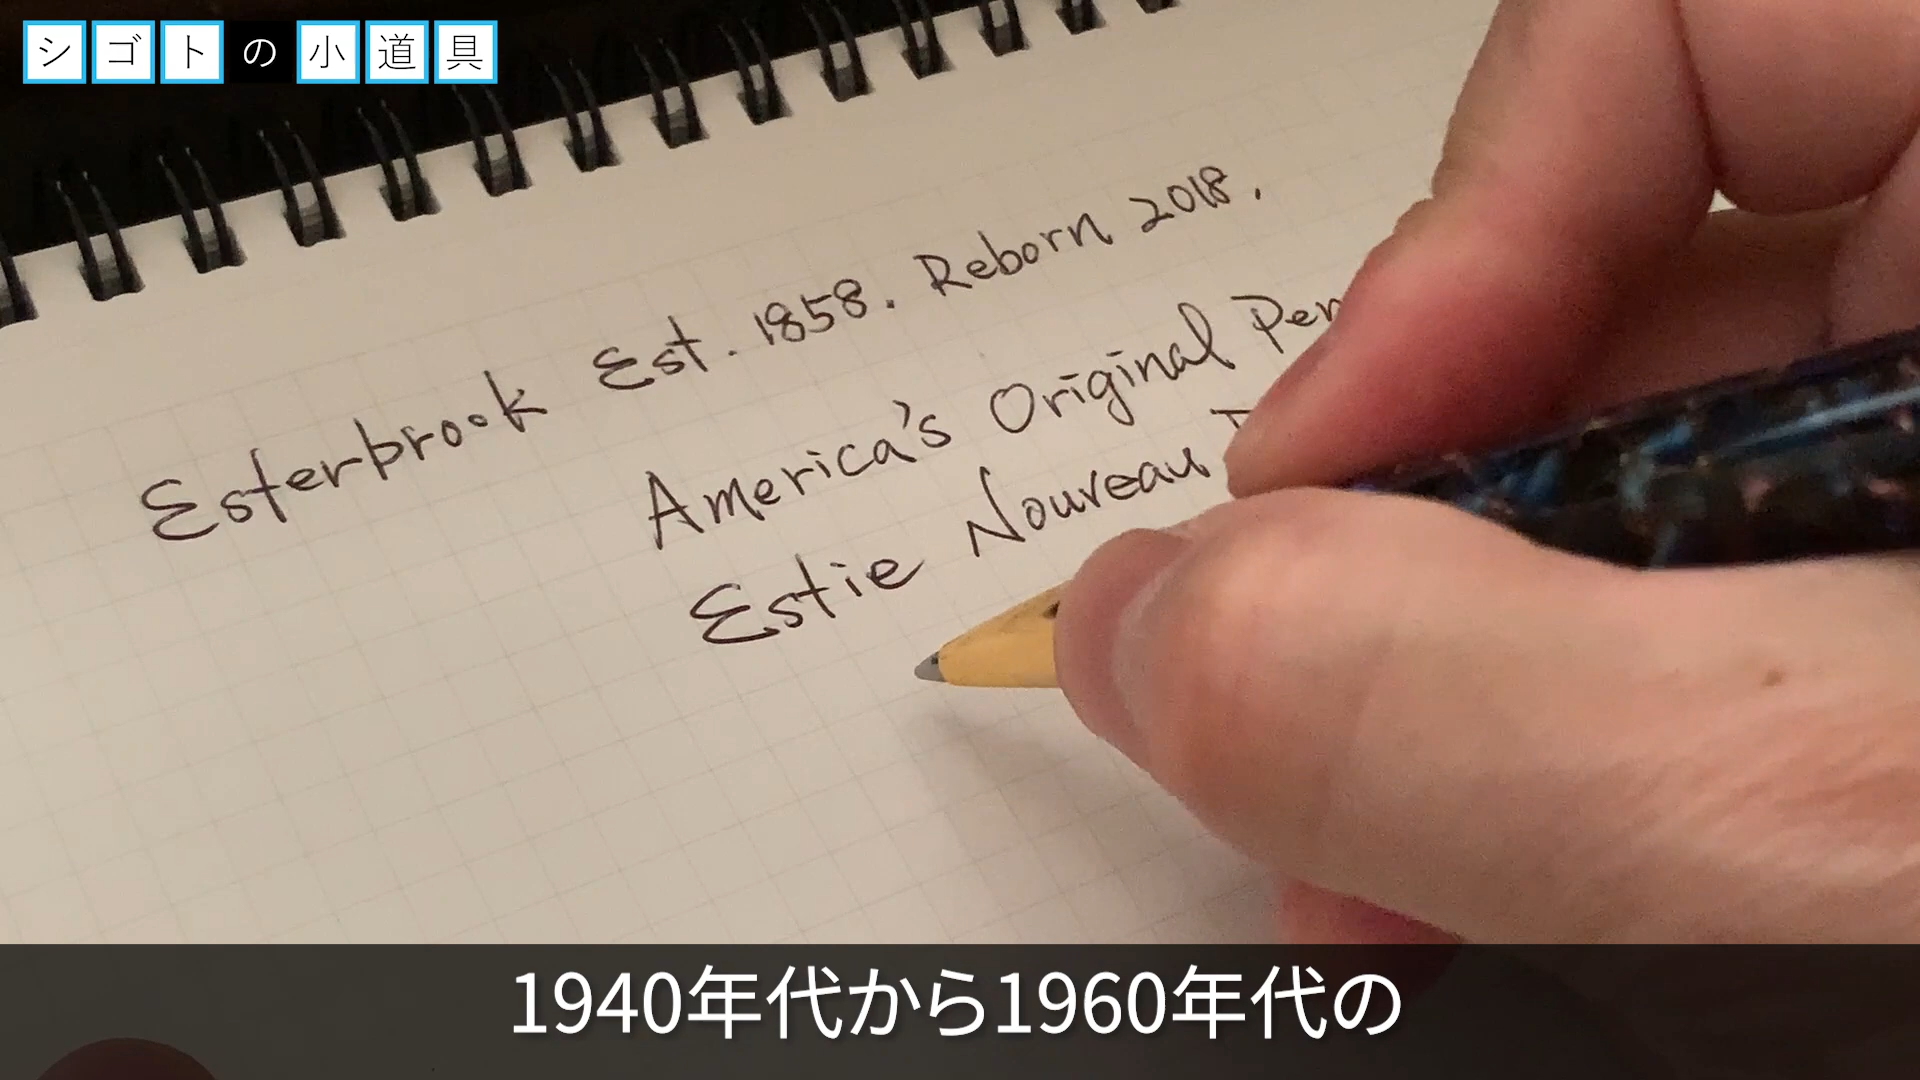 シゴトの小道具
Esterbrook Est. 1858. Reborn 2018.
America's Original Pen
Estie Nouveau
1940年代から1960年代の